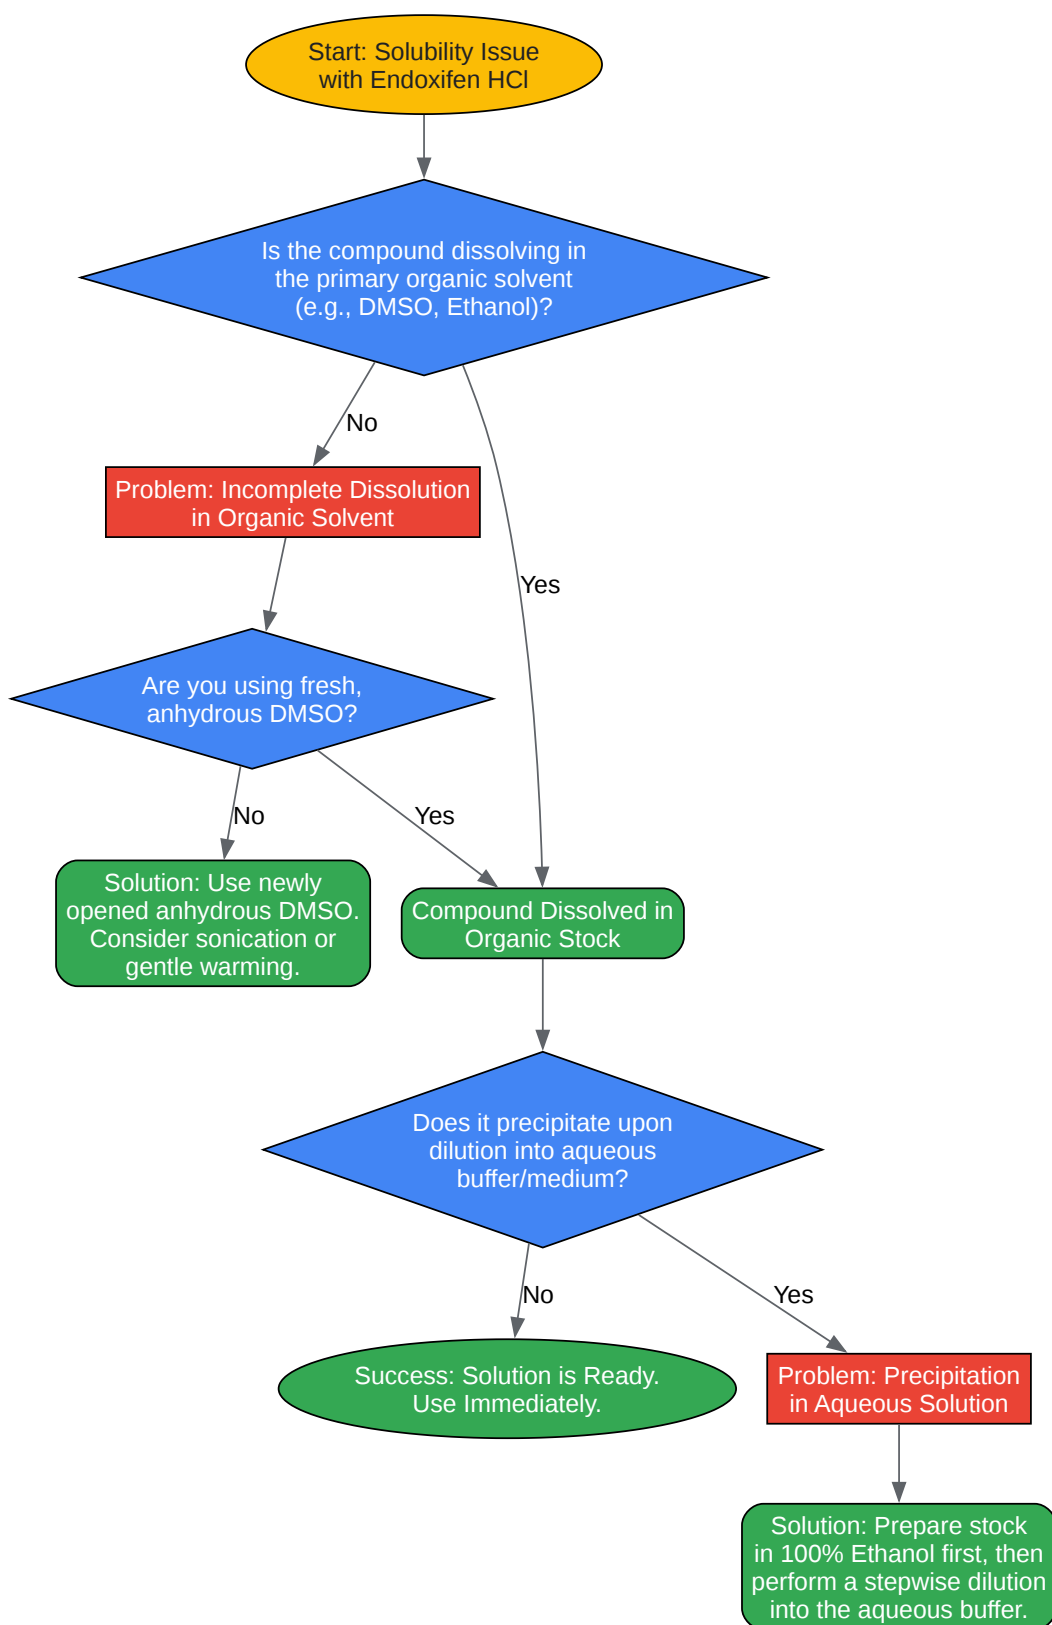 Start: Solubility Issue
with Endoxifen HCl
Is the compound dissolving in
the primary organic solvent
(e.g., DMSO, Ethanol)?
No
Problem: Incomplete Dissolution
in Organic Solvent
Yes
Are you using fresh,
anhydrous DMSO?
No
Yes
Solution: Use newly
opened anhydrous DMSO.
Consider sonication or
gentle warming.
Compound Dissolved in
Organic Stock
Does it precipitate upon
dilution into aqueous
buffer/medium?
No
Yes
Success: Solution is Ready.
Use Immediately.
Problem: Precipitation
in Aqueous Solution
Solution: Prepare stock
in 100% Ethanol first, then
perform a stepwise dilution
into the aqueous buffer.